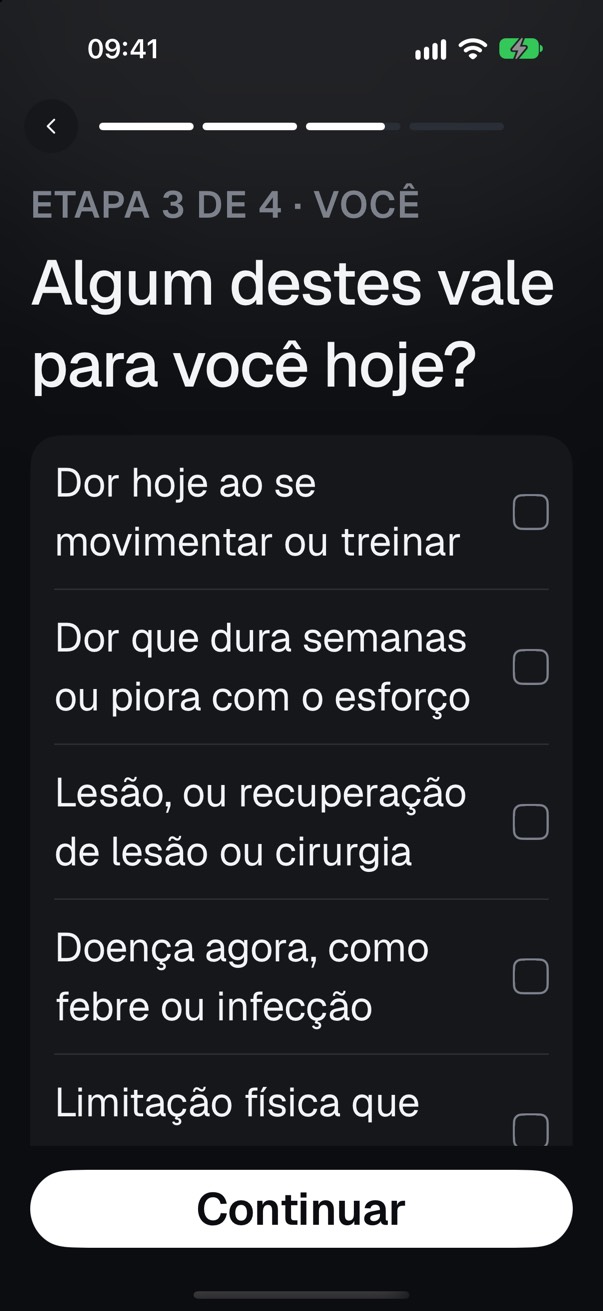 09:41
ETAPA 3 DE 4 · VOCÊ
Algum destes vale
para você hoje?
Dor hoje ao se
movimentar ou treinar
Dor que dura semanas
ou piora com o esforço
Lesão, ou recuperação
de lesão ou cirurgia
Doença agora, como
febre ou infecção
Limitação física que
Continuar